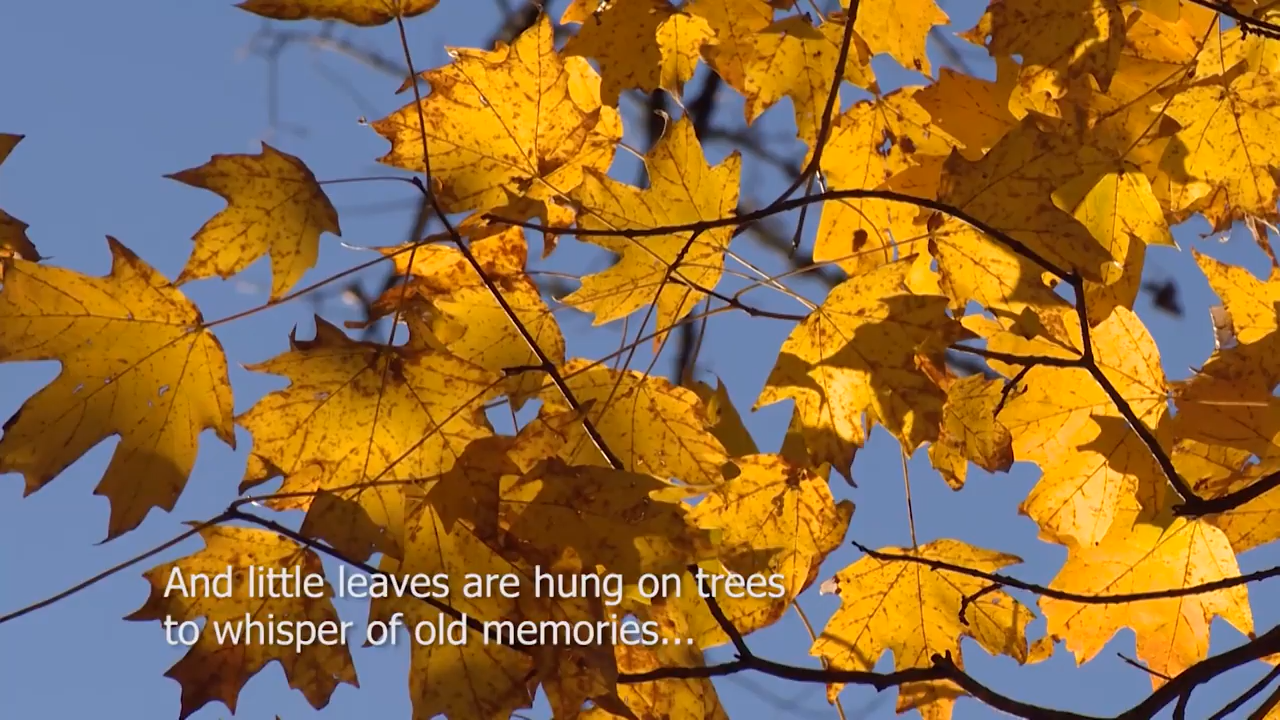 And little leaves are hung on trees
to whisper of old memories...